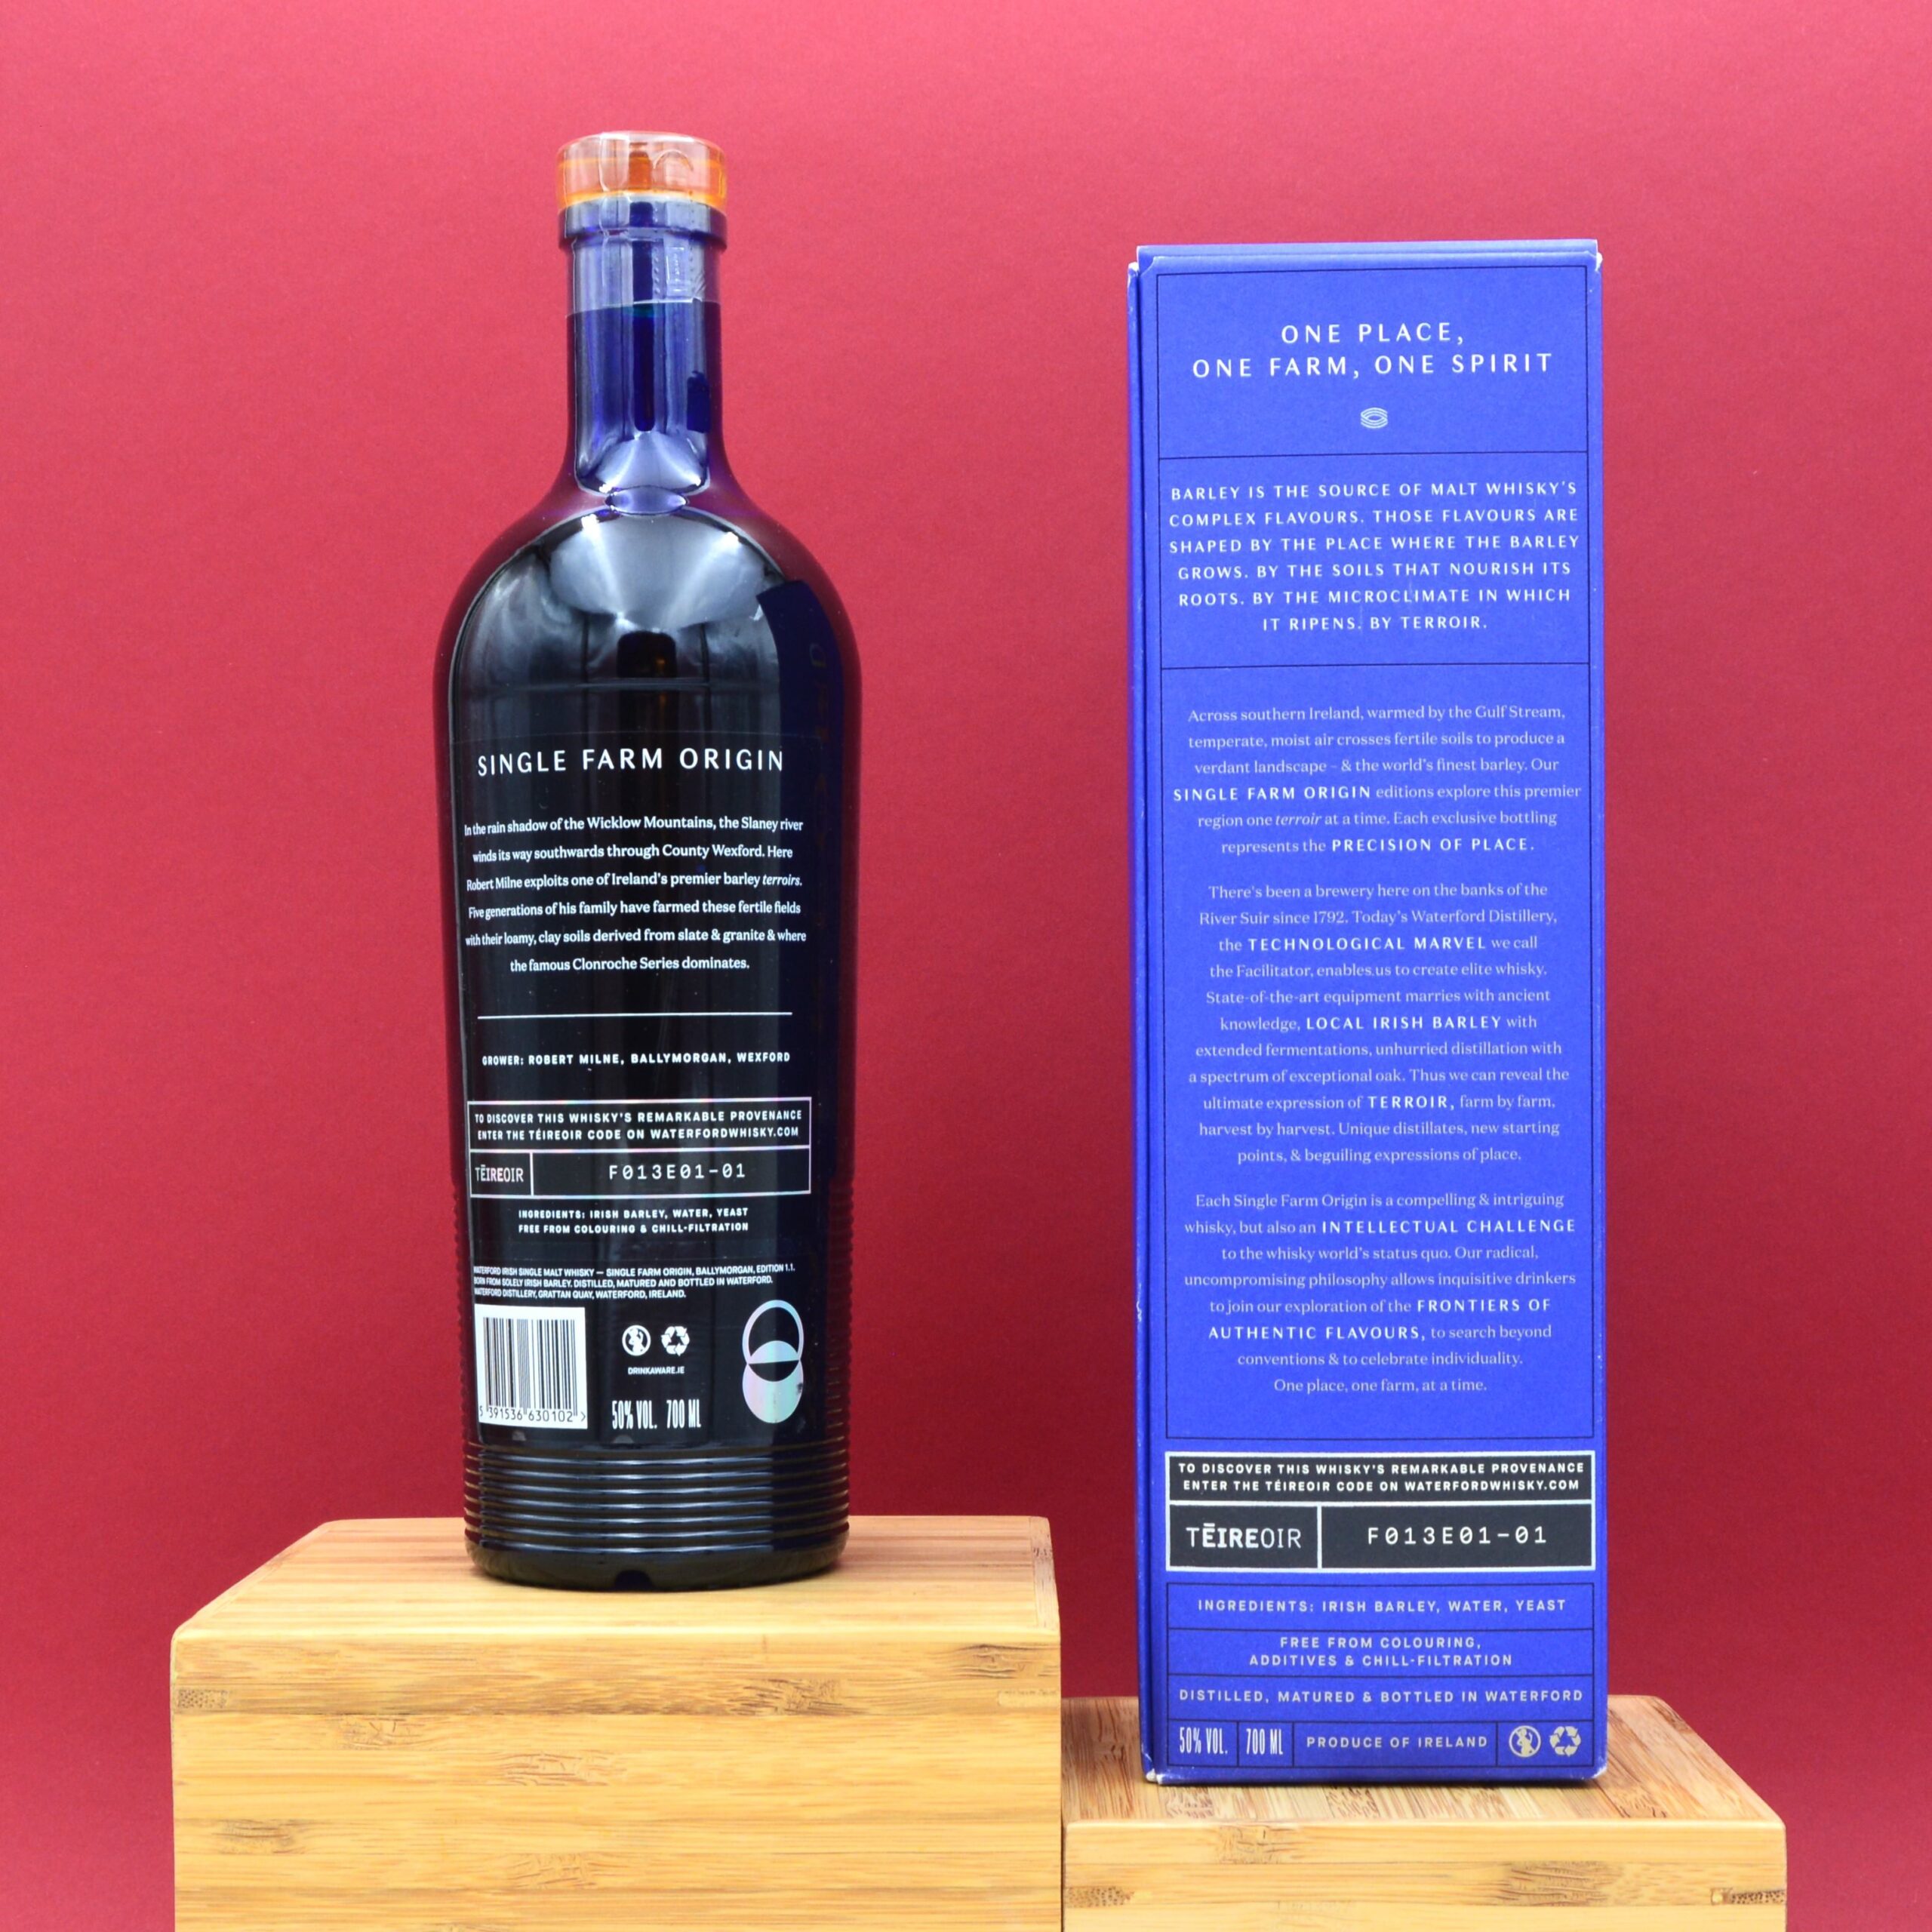 SINGLE FARM ORIGIN
In the rain shadow of the Wicklow Mountains, the Slaney river
winds its way southwards through County Wexford. Here
Robert Milne exploits one of Ireland's premier barley terroirs.
Five generations of his family have farmed these fertile fields
with their loamy, clay soils derived from slate & granite & where
the famous Clonroche Series dominates.
GROWER: ROBERT MILNE, BALLYMORGAN, WEXFORD
TO DISCOVER THIS WHISKY'S REMARKABLE PROVENANCE
ENTER THE TÉIREOIR CODE ON WATERFORDWHISKY.COM
TĒIREOIR F013E01-01
INGREDIENTS: IRISH BARLEY, WATER, YEAST
FREE FROM COLOURING & CHILL-FILTRATION
WATERFORD IRISH SINGLE MALT WHISKY — SINGLE FARM ORIGIN, BALLYMORGAN, EDITION 1.1.
BORN FROM SOLELY IRISH BARLEY. DISTILLED, MATURED AND BOTTLED IN WATERFORD.
WATERFORD DISTILLERY, GRATTAN QUAY, WATERFORD, IRELAND.
DRINKAWARE.IE
5 391536 630102 >
50% VOL. 700 ML
ONE PLACE,
ONE FARM, ONE SPIRIT
BARLEY IS THE SOURCE OF MALT WHISKY'S
COMPLEX FLAVOURS. THOSE FLAVOURS ARE
SHAPED BY THE PLACE WHERE THE BARLEY
GROWS. BY THE SOILS THAT NOURISH ITS
ROOTS. BY THE MICROCLIMATE IN WHICH
IT RIPENS. BY TERROIR.
Across southern Ireland, warmed by the Gulf Stream,
temperate, moist air crosses fertile soils to produce a
verdant landscape – & the world's finest barley. Our
SINGLE FARM ORIGIN editions explore this premier
region one terroir at a time. Each exclusive bottling
represents the PRECISION OF PLACE.
There's been a brewery here on the banks of the
River Suir since 1792. Today's Waterford Distillery,
the TECHNOLOGICAL MARVEL we call
the Facilitator, enables us to create elite whisky.
State-of-the-art equipment marries with ancient
knowledge, LOCAL IRISH BARLEY with
extended fermentations, unhurried distillation with
a spectrum of exceptional oak. Thus we can reveal the
ultimate expression of TERROIR, farm by farm,
harvest by harvest. Unique distillates, new starting
points, & beguiling expressions of place.
Each Single Farm Origin is a compelling & intriguing
whisky, but also an INTELLECTUAL CHALLENGE
to the whisky world's status quo. Our radical,
uncompromising philosophy allows inquisitive drinkers
to join our exploration of the FRONTIERS OF
AUTHENTIC FLAVOURS, to search beyond
conventions & to celebrate individuality.
One place, one farm, at a time.
TO DISCOVER THIS WHISKY'S REMARKABLE PROVENANCE
ENTER THE TÉIREOIR CODE ON WATERFORDWHISKY.COM
TĒIREOIR F013E01-01
INGREDIENTS: IRISH BARLEY, WATER, YEAST
FREE FROM COLOURING,
ADDITIVES & CHILL-FILTRATION
DISTILLED, MATURED & BOTTLED IN WATERFORD
50% VOL. 700 ML PRODUCE OF IRELAND